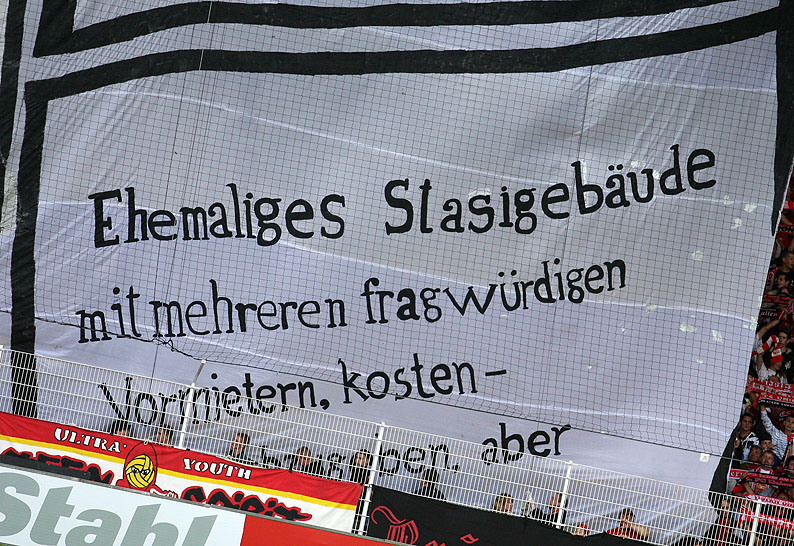 Ehemaliges Stasigebäude
mit mehreren fragwürdigen
Vormietern, kosten-
aber
ULTRA YOUTH
Stahl